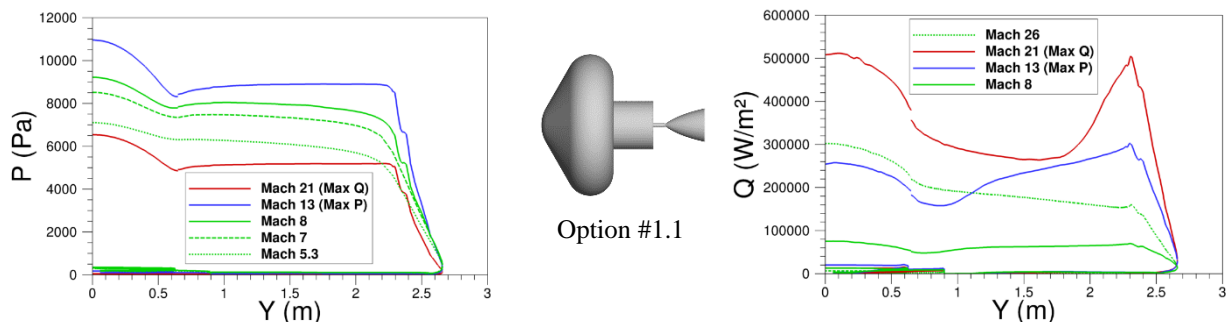 12000
10000
8000
6000
4000
2000
0
P (Pa)
Mach 21 (Max Q)
Mach 13 (Max P)
Mach 8
Mach 7
Mach 5.3
0 0.5 1 1.5 2 2.5 3
Y (m)
Option #1.1
600000
500000
400000
300000
200000
100000
0
Q (W/m²)
Mach 26
Mach 21 (Max Q)
Mach 13 (Max P)
Mach 8
0 0.5 1 1.5 2 2.5 3
Y (m)